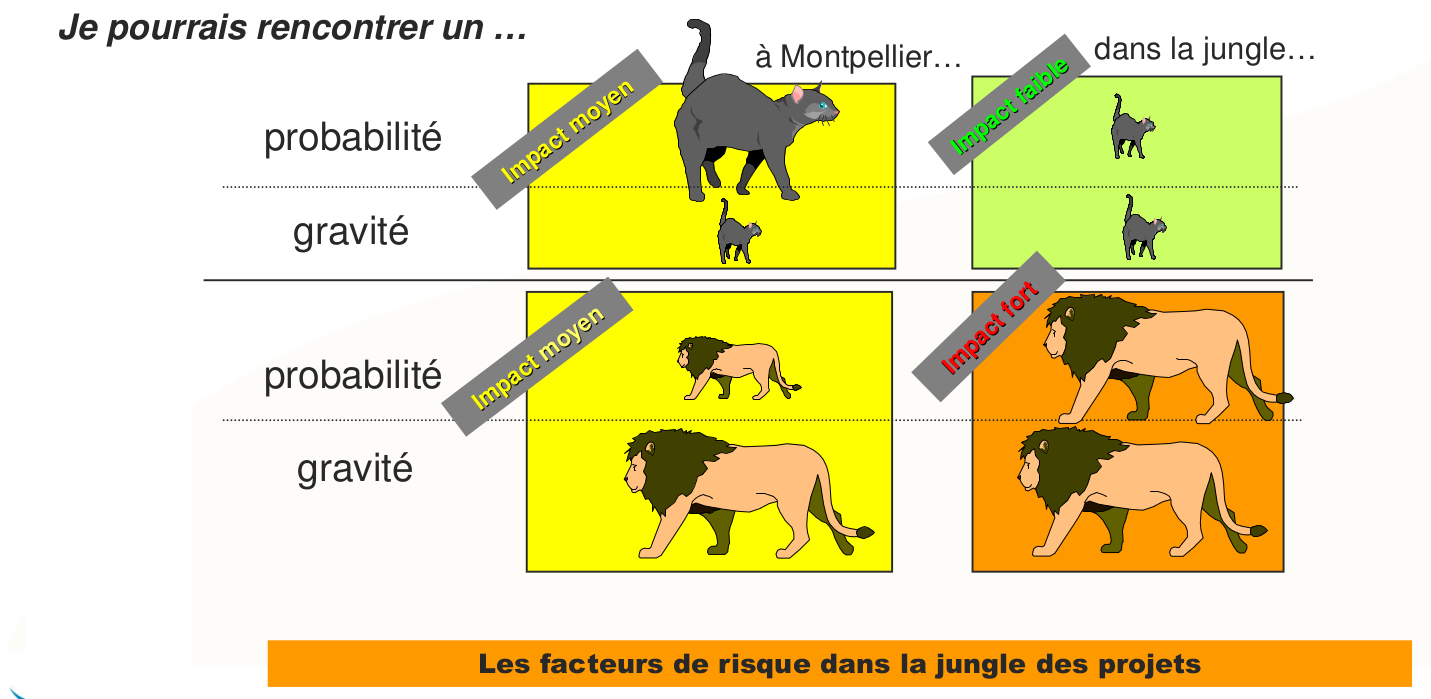 Je pourrais rencontrer un …
à Montpellier…
dans la jungle…
probabilité
Impact moyen
Impact faible
gravité
probabilité
Impact moyen
Impact fort
gravité
Les facteurs de risque dans la jungle des projets